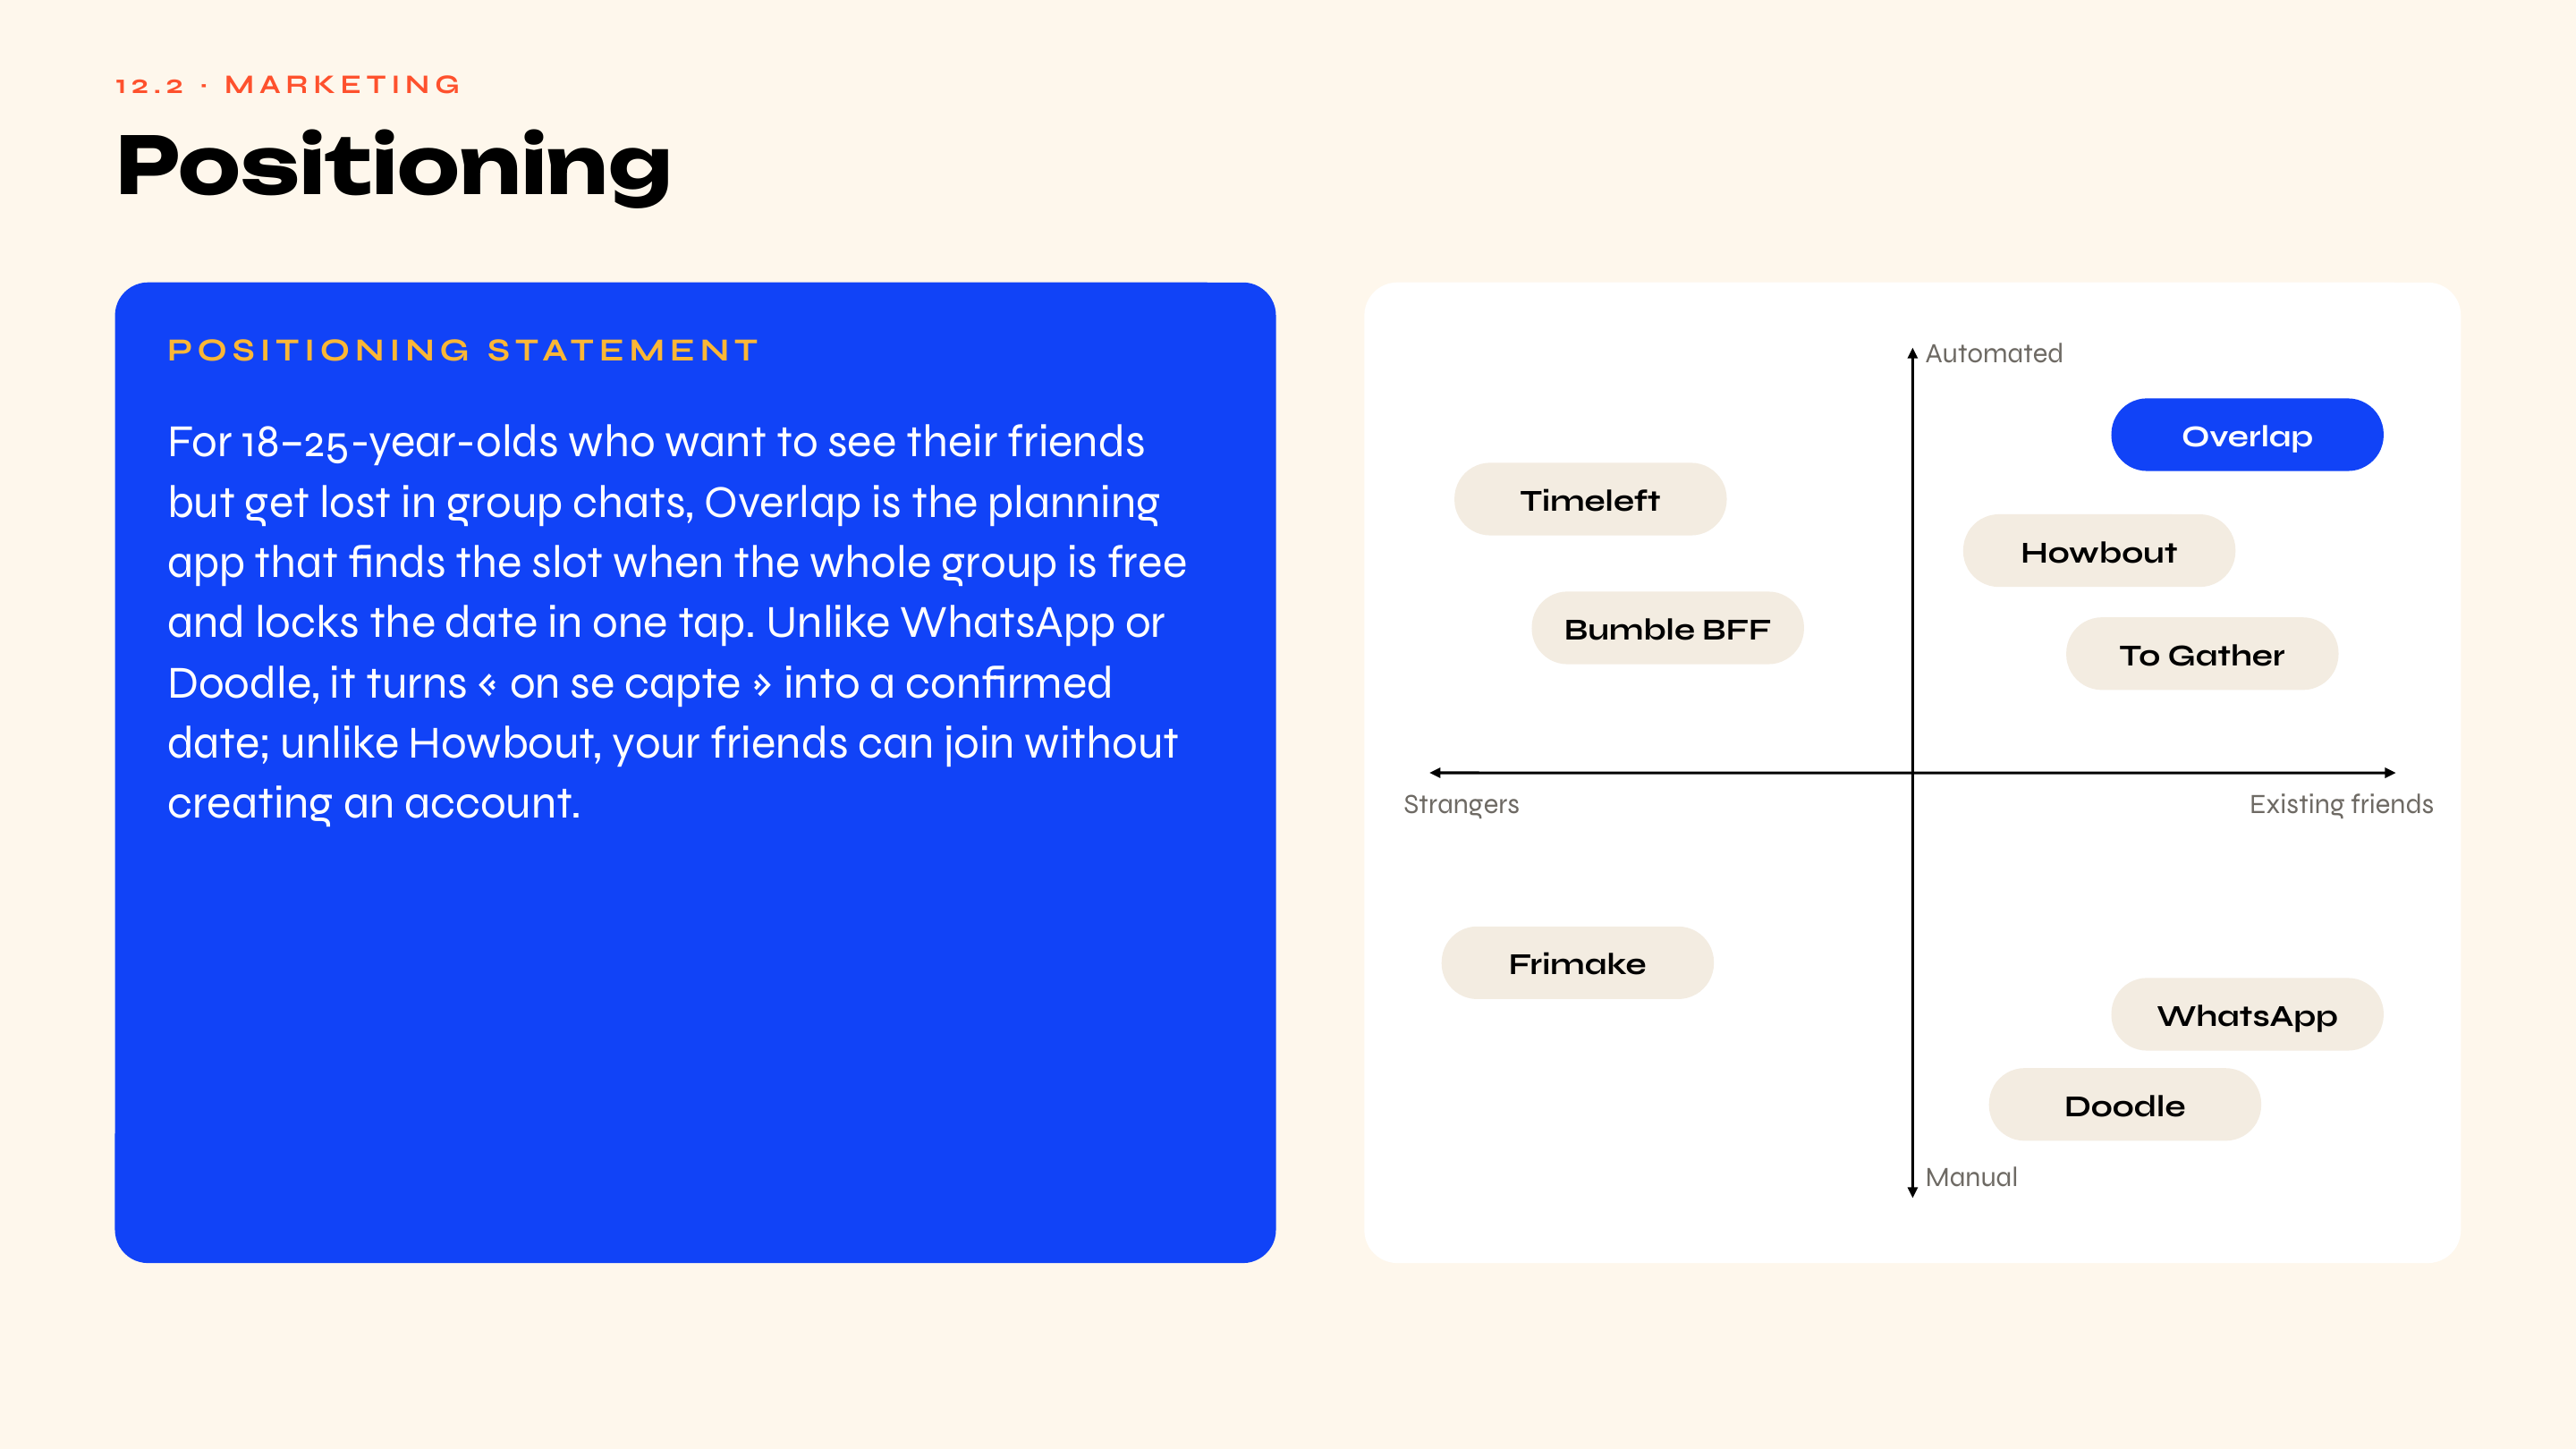 12.2 · MARKETING
Positioning
POSITIONING STATEMENT
For 18–25-year-olds who want to see their friends
but get lost in group chats, Overlap is the planning
app that finds the slot when the whole group is free
and locks the date in one tap. Unlike WhatsApp or
Doodle, it turns « on se capte » into a confirmed
date; unlike Howbout, your friends can join without
creating an account.
Automated
Overlap
Timeleft
Howbout
Bumble BFF
To Gather
Strangers
Existing friends
Frimake
WhatsApp
Doodle
Manual